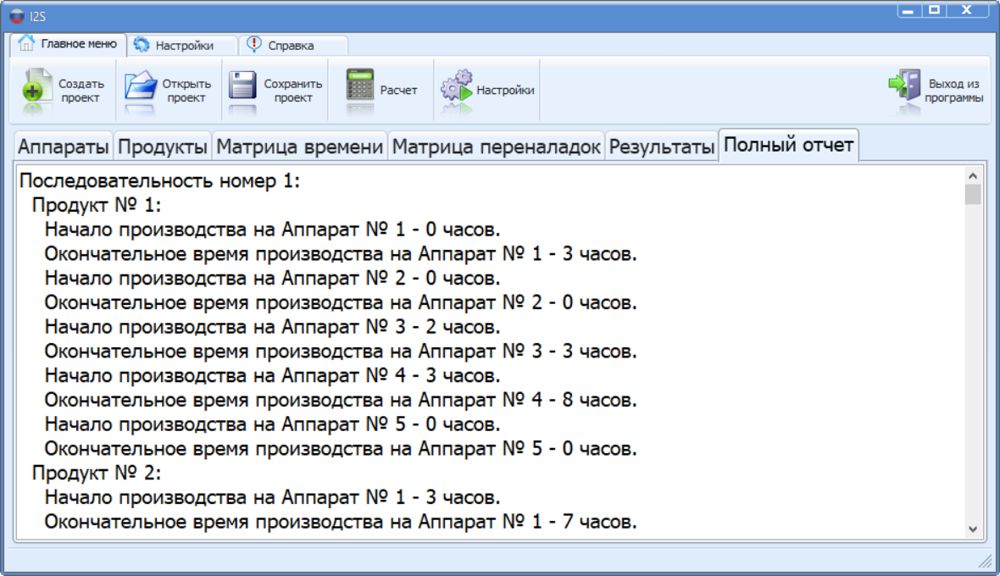 I2S
Главное меню
Настройки
Справка
Создать
проект
Открыть
проект
Сохранить
проект
Расчет
Настройки
Выход из
программы
Аппараты
Продукты
Матрица времени
Матрица переналадок
Результаты
Полный отчет
Последовательность номер 1:
Продукт № 1:
Начало производства на Аппарат № 1 - 0 часов.
Окончательное время производства на Аппарат № 1 - 3 часов.
Начало производства на Аппарат № 2 - 0 часов.
Окончательное время производства на Аппарат № 2 - 0 часов.
Начало производства на Аппарат № 3 - 2 часов.
Окончательное время производства на Аппарат № 3 - 3 часов.
Начало производства на Аппарат № 4 - 3 часов.
Окончательное время производства на Аппарат № 4 - 8 часов.
Начало производства на Аппарат № 5 - 0 часов.
Окончательное время производства на Аппарат № 5 - 0 часов.
Продукт № 2:
Начало производства на Аппарат № 1 - 3 часов.
Окончательное время производства на Аппарат № 1 - 7 часов.